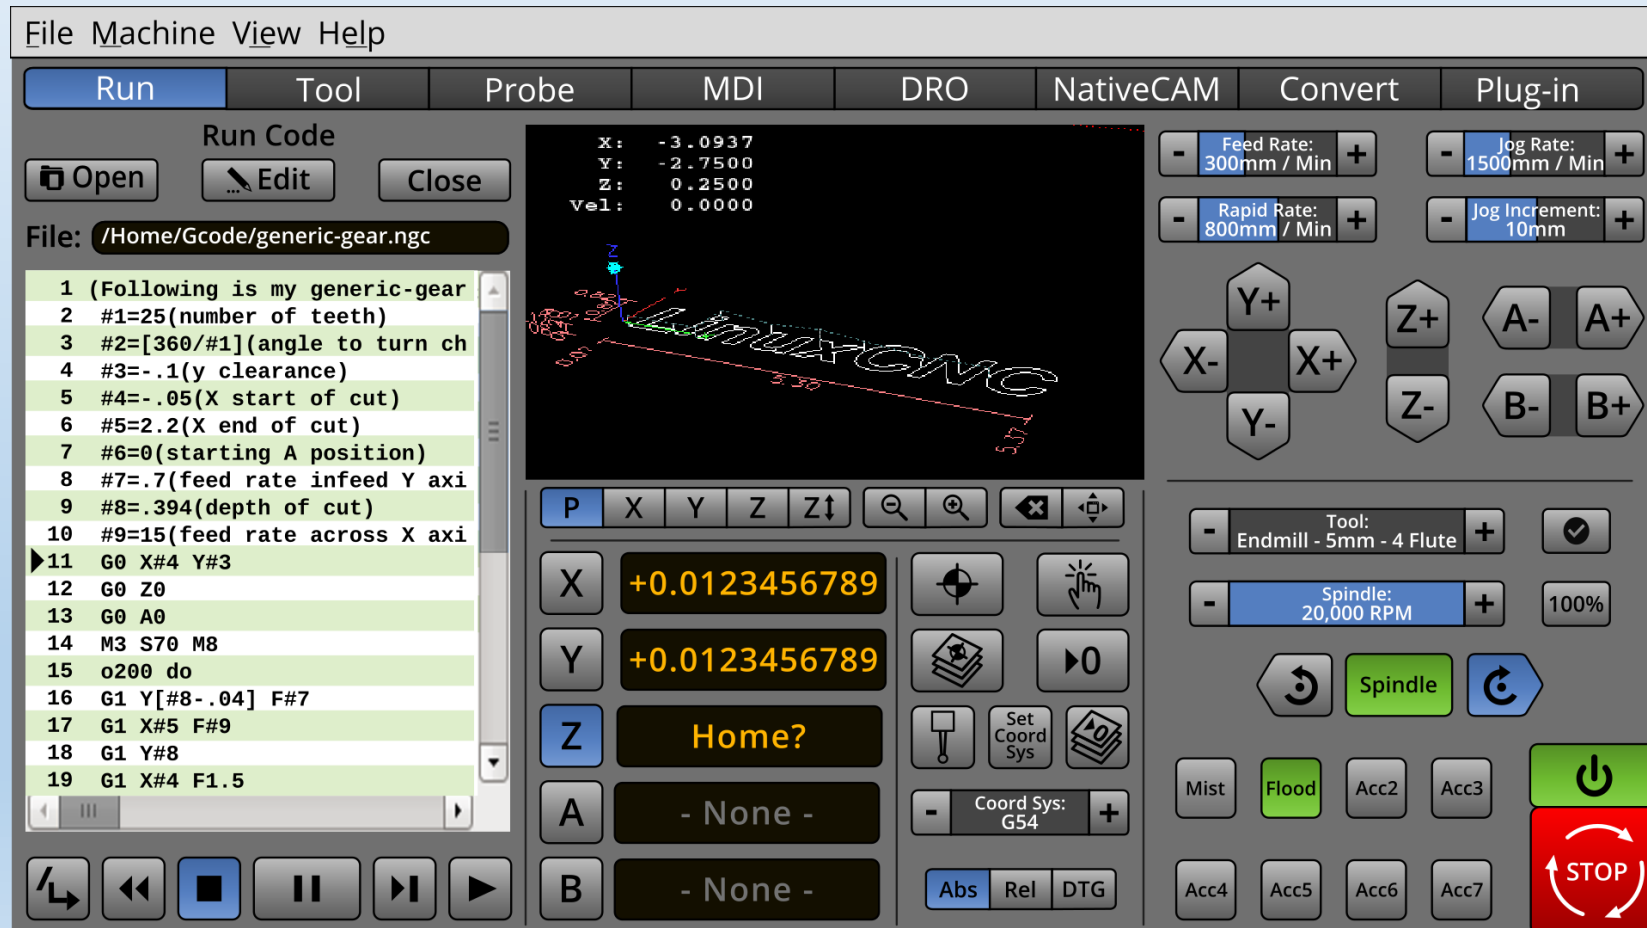 File Machine View Help
Run Tool Probe MDI DRO NativeCAM Convert Plug-in
Run Code
Open Edit Close
File: /Home/Gcode/generic-gear.ngc
1 (Following is my generic-gear
2 #1=25(number of teeth)
3 #2=[360/#1](angle to turn ch
4 #3=-.1(y clearance)
5 #4=-.05(X start of cut)
6 #5=2.2(X end of cut)
7 #6=0(starting A position)
8 #7=.7(feed rate infeed Y axi
9 #8=.394(depth of cut)
10 #9=15(feed rate across X axi
11 G0 X#4 Y#3
12 G0 Z0
13 G0 A0
14 M3 S70 M8
15 o200 do
16 G1 Y[#8-.04] F#7
17 G1 X#5 F#9
18 G1 Y#8
19 G1 X#4 F1.5
X: -3.0937
Y: -2.7500
Z: 0.2500
Vel: 0.0000
Z
LinuxCNC
P X Y Z Z
X +0.0123456789
Y +0.0123456789
Z Home?
A - None -
B - None -
0
Set
Coord
Sys
- Coord Sys: +
G54
Abs Rel DTG
- Feed Rate: +
300mm / Min
- Jog Rate: +
1500mm / Min
- Rapid Rate: +
800mm / Min
- Jog Increment: +
10mm
Y+
X- X+
Y-
Z+
Z-
A- A+
B- B+
- Tool: +
Endmill - 5mm - 4 Flute
- Spindle: +
20,000 RPM
100%
Spindle
Mist Flood Acc2 Acc3
Acc4 Acc5 Acc6 Acc7
STOP